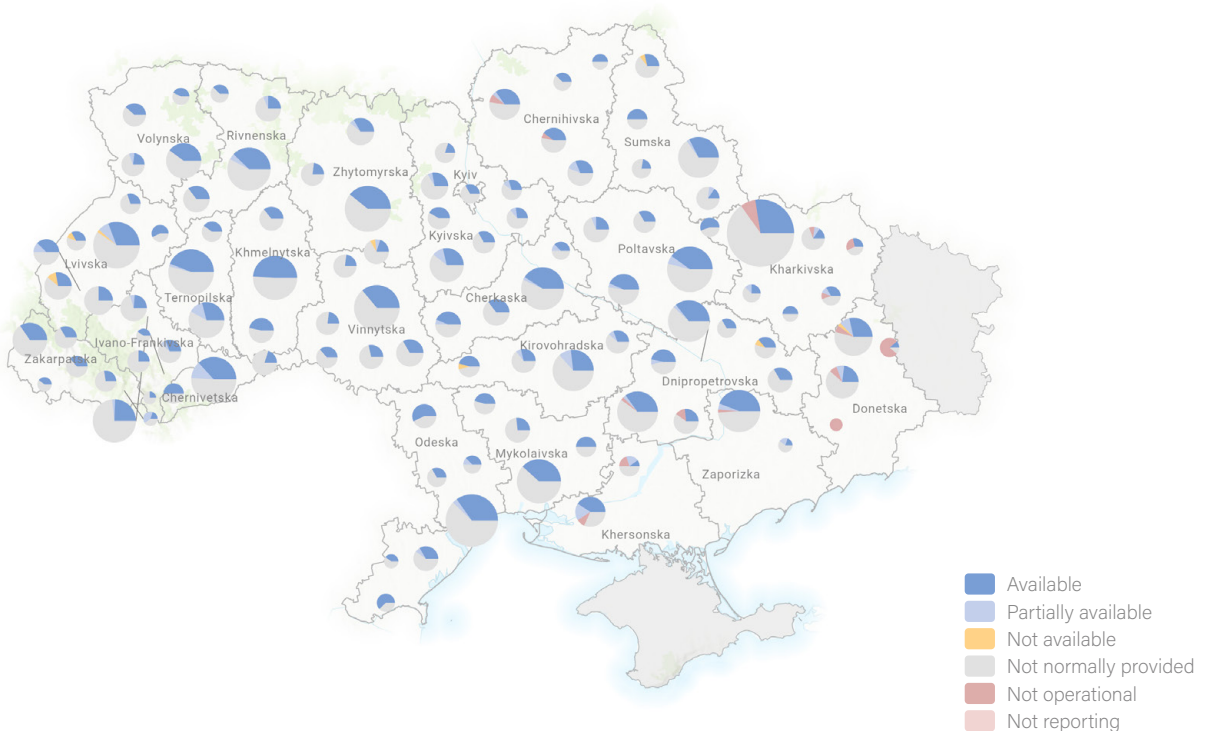 Chernihivska
Volynska
Rivnenska
Sumska
Zhytomyrska
Kyiv
Kyivska
Poltavska
Khmelnytska
Lvivska
Kharkivska
Ternopilska
Cherkaska
Vinnytska
Ivano-Frankivska
Kirovohradska
Zakarpatska
Dnipropetrovska
Chernivetska
Donetska
Odeska
Mykolaivska
Zaporizka
Khersonska
Available
Partially available
Not available
Not normally provided
Not operational
Not reporting